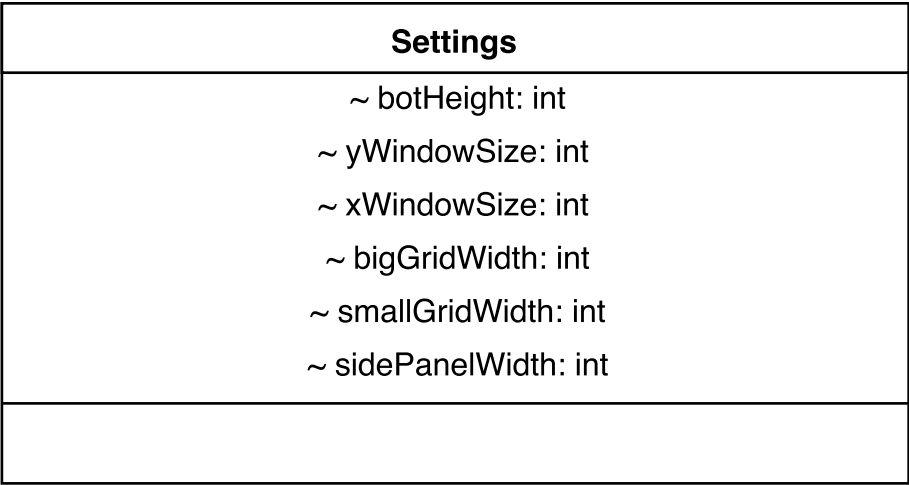 Settings
~ botHeight: int
~ yWindowSize: int
~ xWindowSize: int
~ bigGridWidth: int
~ smallGridWidth: int
~ sidePanelWidth: int